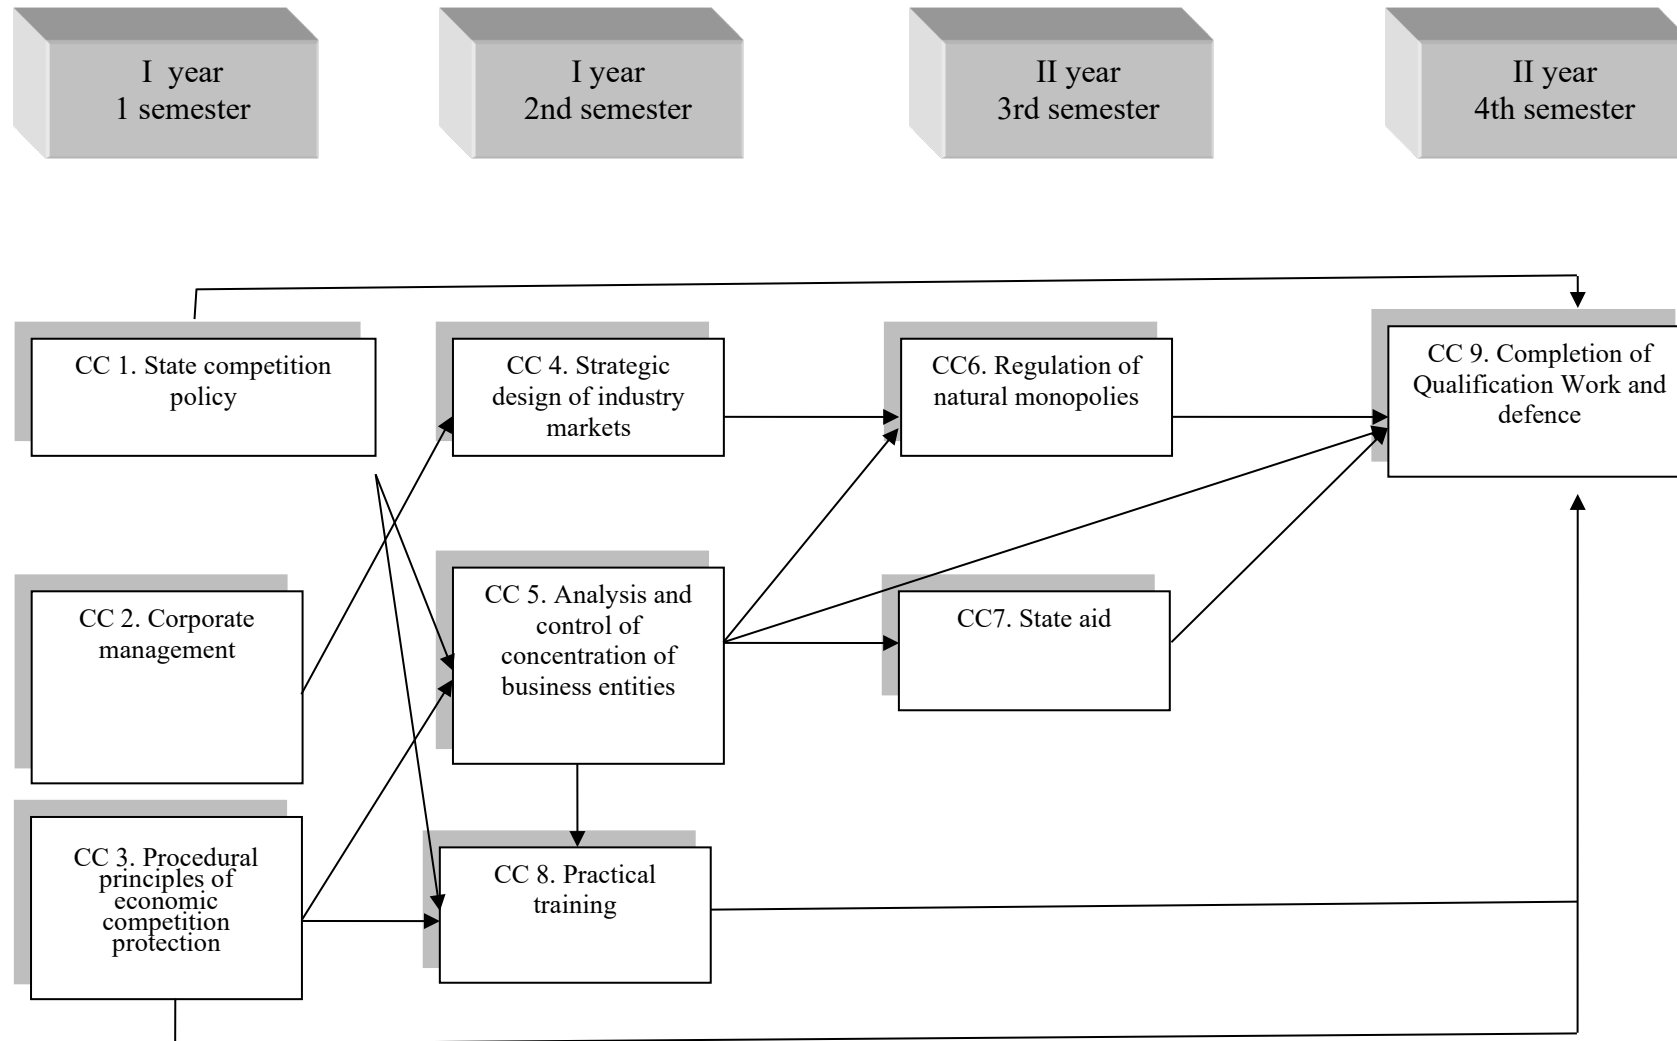 I year
1 semester
I year
2nd semester
II year
3rd semester
II year
4th semester
CC 1. State competition
policy
CC 4. Strategic
design of industry
markets
CC6. Regulation of
natural monopolies
CC 9. Completion of
Qualification Work and
defence
CC 2. Corporate
management
CC 5. Analysis and
control of
concentration of
business entities
CC7. State aid
CC 3. Procedural
principles of
economic
competition
protection
CC 8. Practical
training